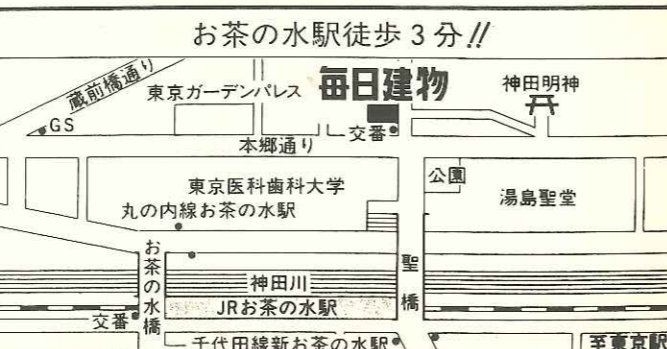 お茶の水駅徒歩3分!!
蔵前橋通り
東京ガーデンパレス
毎日建物
神田明神
GS
交番
本郷通り
東京医科歯科大学
公園
湯島聖堂
丸の内線お茶の水駅
お茶の水橋
聖橋
神田川
JRお茶の水駅
交番
千代田線新お茶の水駅
至東京駅